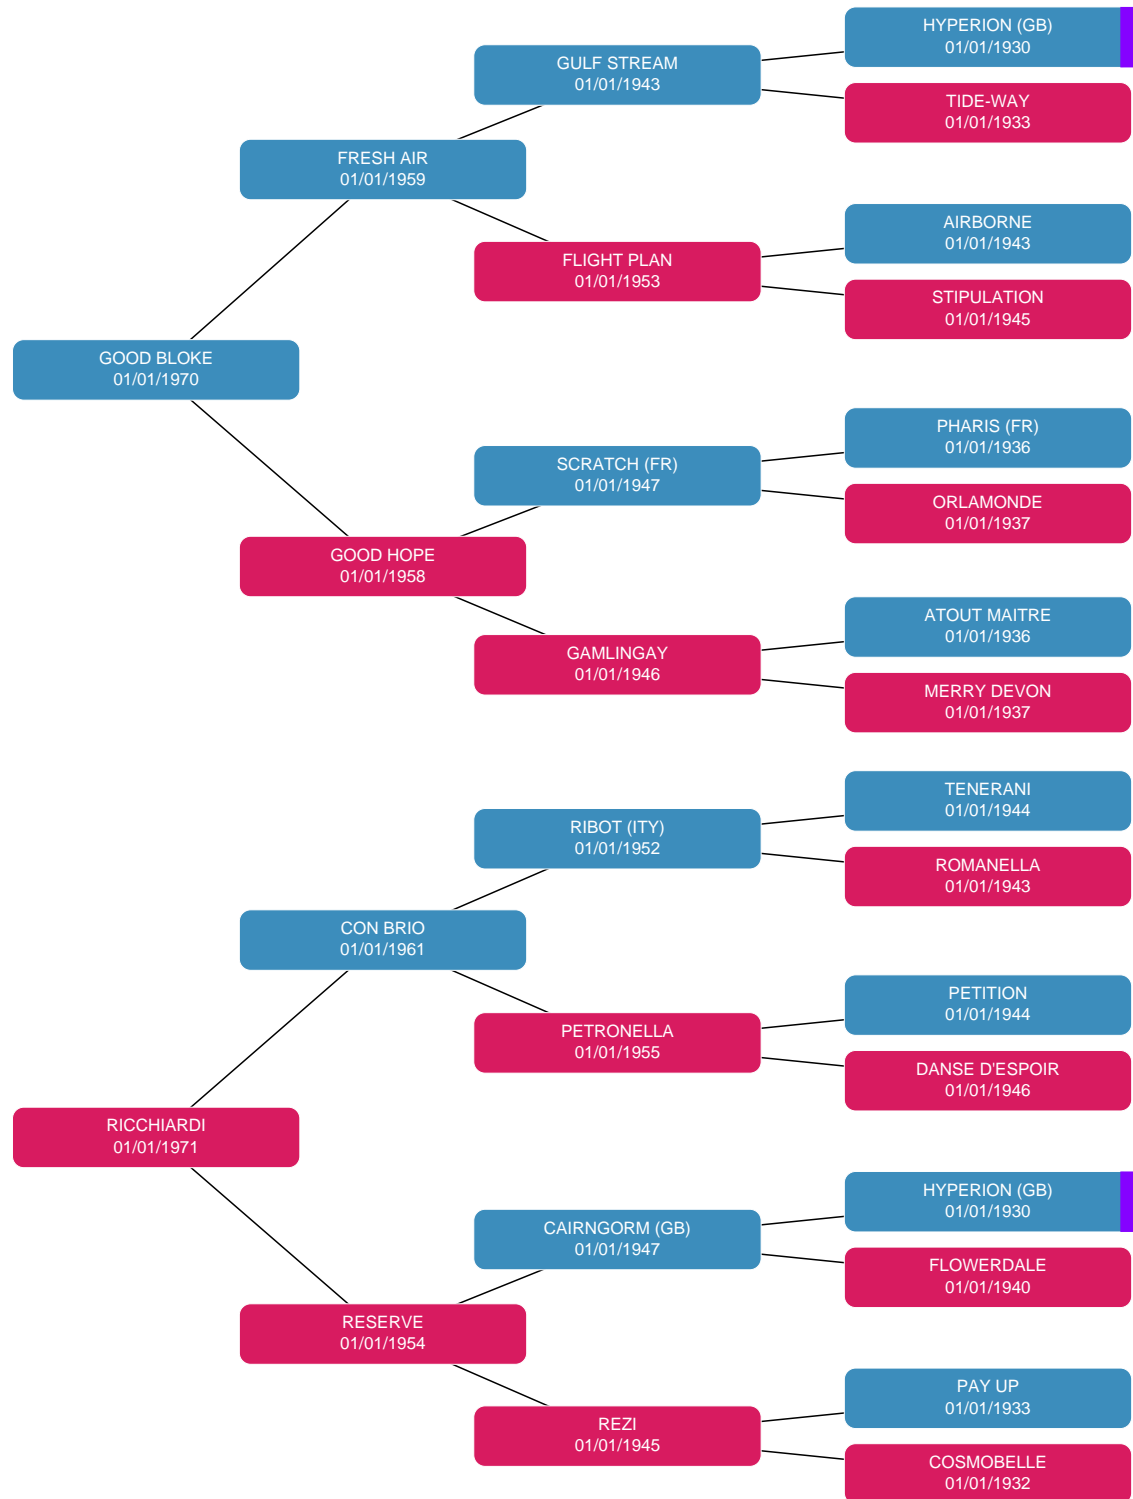 HYPERION (GB)
01/01/1930
GULF STREAM
01/01/1943
TIDE-WAY
01/01/1933
FRESH AIR
01/01/1959
AIRBORNE
01/01/1943
FLIGHT PLAN
01/01/1953
STIPULATION
01/01/1945
GOOD BLOKE
01/01/1970
PHARIS (FR)
01/01/1936
SCRATCH (FR)
01/01/1947
ORLAMONDE
01/01/1937
GOOD HOPE
01/01/1958
ATOUT MAITRE
01/01/1936
GAMLINGAY
01/01/1946
MERRY DEVON
01/01/1937
TENERANI
01/01/1944
RIBOT (ITY)
01/01/1952
ROMANELLA
01/01/1943
CON BRIO
01/01/1961
PETITION
01/01/1944
PETRONELLA
01/01/1955
DANSE D'ESPOIR
01/01/1946
RICCHIARDI
01/01/1971
HYPERION (GB)
01/01/1930
CAIRNGORM (GB)
01/01/1947
FLOWERDALE
01/01/1940
RESERVE
01/01/1954
PAY UP
01/01/1933
REZI
01/01/1945
COSMOBELLE
01/01/1932